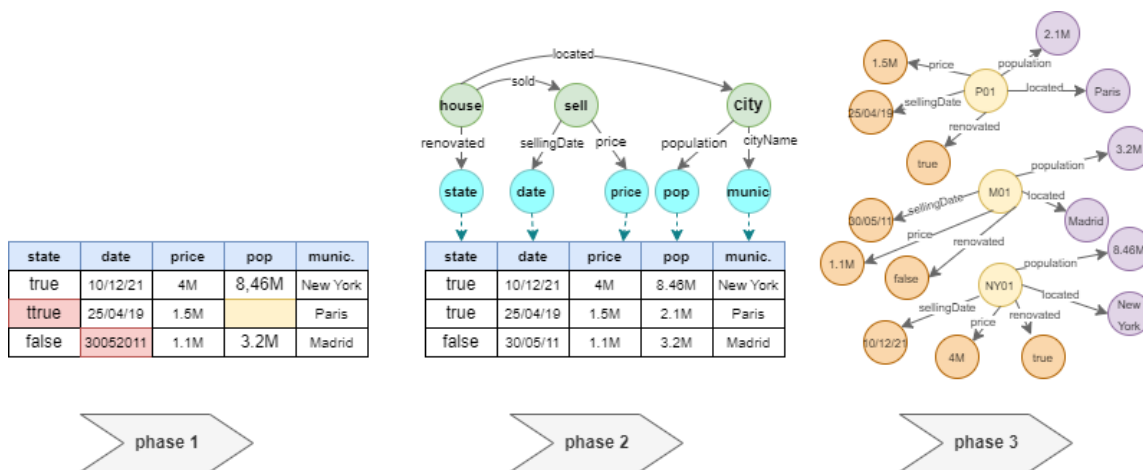 state date price pop munic.
true 10/12/21 4M 8,46M New York
ttrue 25/04/19 1.5M Paris
false 30052011 1.1M 3.2M Madrid
phase 1
located
sold
house sell city
renovated sellingDate price population cityName
state date price pop munic
state date price pop munic.
true 10/12/21 4M 8.46M New York
true 25/04/19 1.5M 2.1M Paris
false 30/05/11 1.1M 3.2M Madrid
phase 2
2.1M
1.5M price population
P01 located Paris
25/04/19 sellingDate
renovated
true
3.2M
population
M01 located
30/05/11 sellingDate
Madrid
price renovated
1.1M false
8.46M
population
NY01 located
sellingDate price renovated
New
York
10/12/21 4M true
phase 3